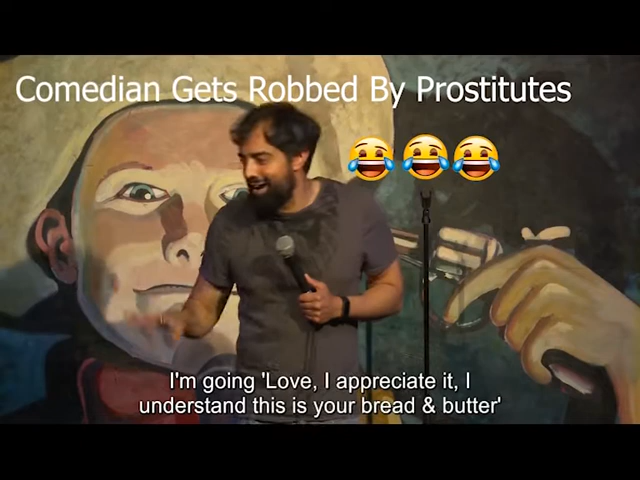 Comedian Gets Robbed By Prostitutes
I'm going 'Love, I appreciate it, I
understand this is your bread & butter'